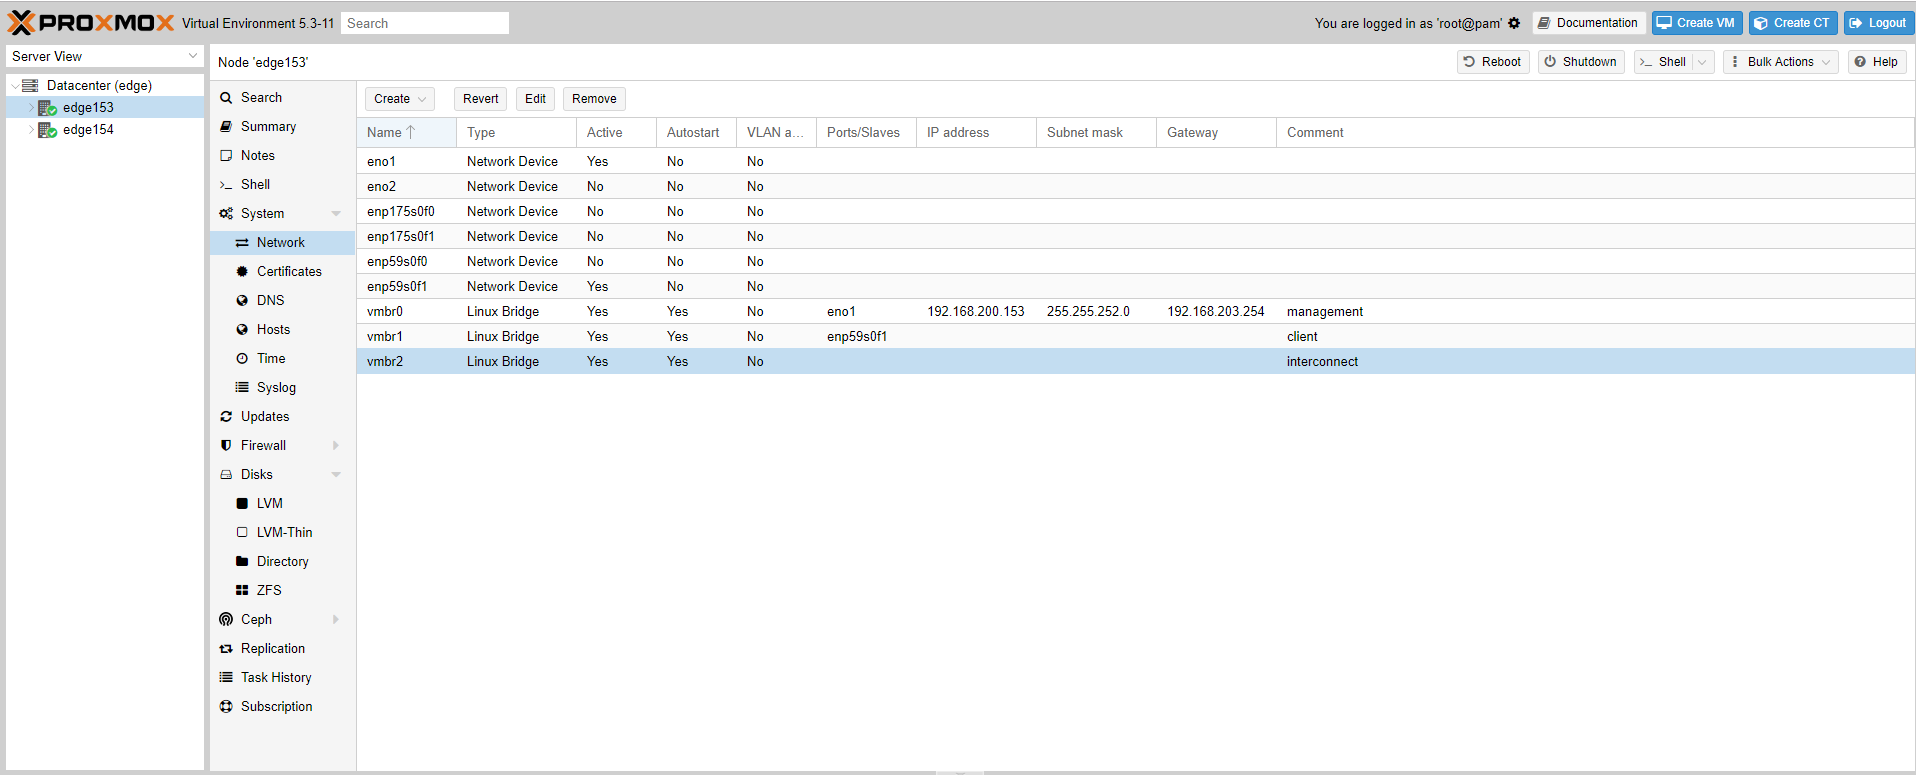 PROXMOX Virtual Environment 5.3-11 Search You are logged in as 'root@pam' Documentation Create VM Create CT Logout
Server View
Datacenter (edge)
edge153
edge154
Node 'edge153' Reboot Shutdown Shell Bulk Actions Help
Search
Summary
Notes
Shell
System
Network
Certificates
DNS
Hosts
Time
Syslog
Updates
Firewall
Disks
LVM
LVM-Thin
Directory
ZFS
Ceph
Replication
Task History
Subscription
Create Revert Edit Remove
Name Type Active Autostart VLAN a... Ports/Slaves IP address Subnet mask Gateway Comment
eno1 Network Device Yes No No
eno2 Network Device No No No
enp175s0f0 Network Device No No No
enp175s0f1 Network Device No No No
enp59s0f0 Network Device No No No
enp59s0f1 Network Device Yes No No
vmbr0 Linux Bridge Yes Yes No eno1 192.168.200.153 255.255.252.0 192.168.203.254 management
vmbr1 Linux Bridge Yes Yes No enp59s0f1 client
vmbr2 Linux Bridge Yes Yes No interconnect